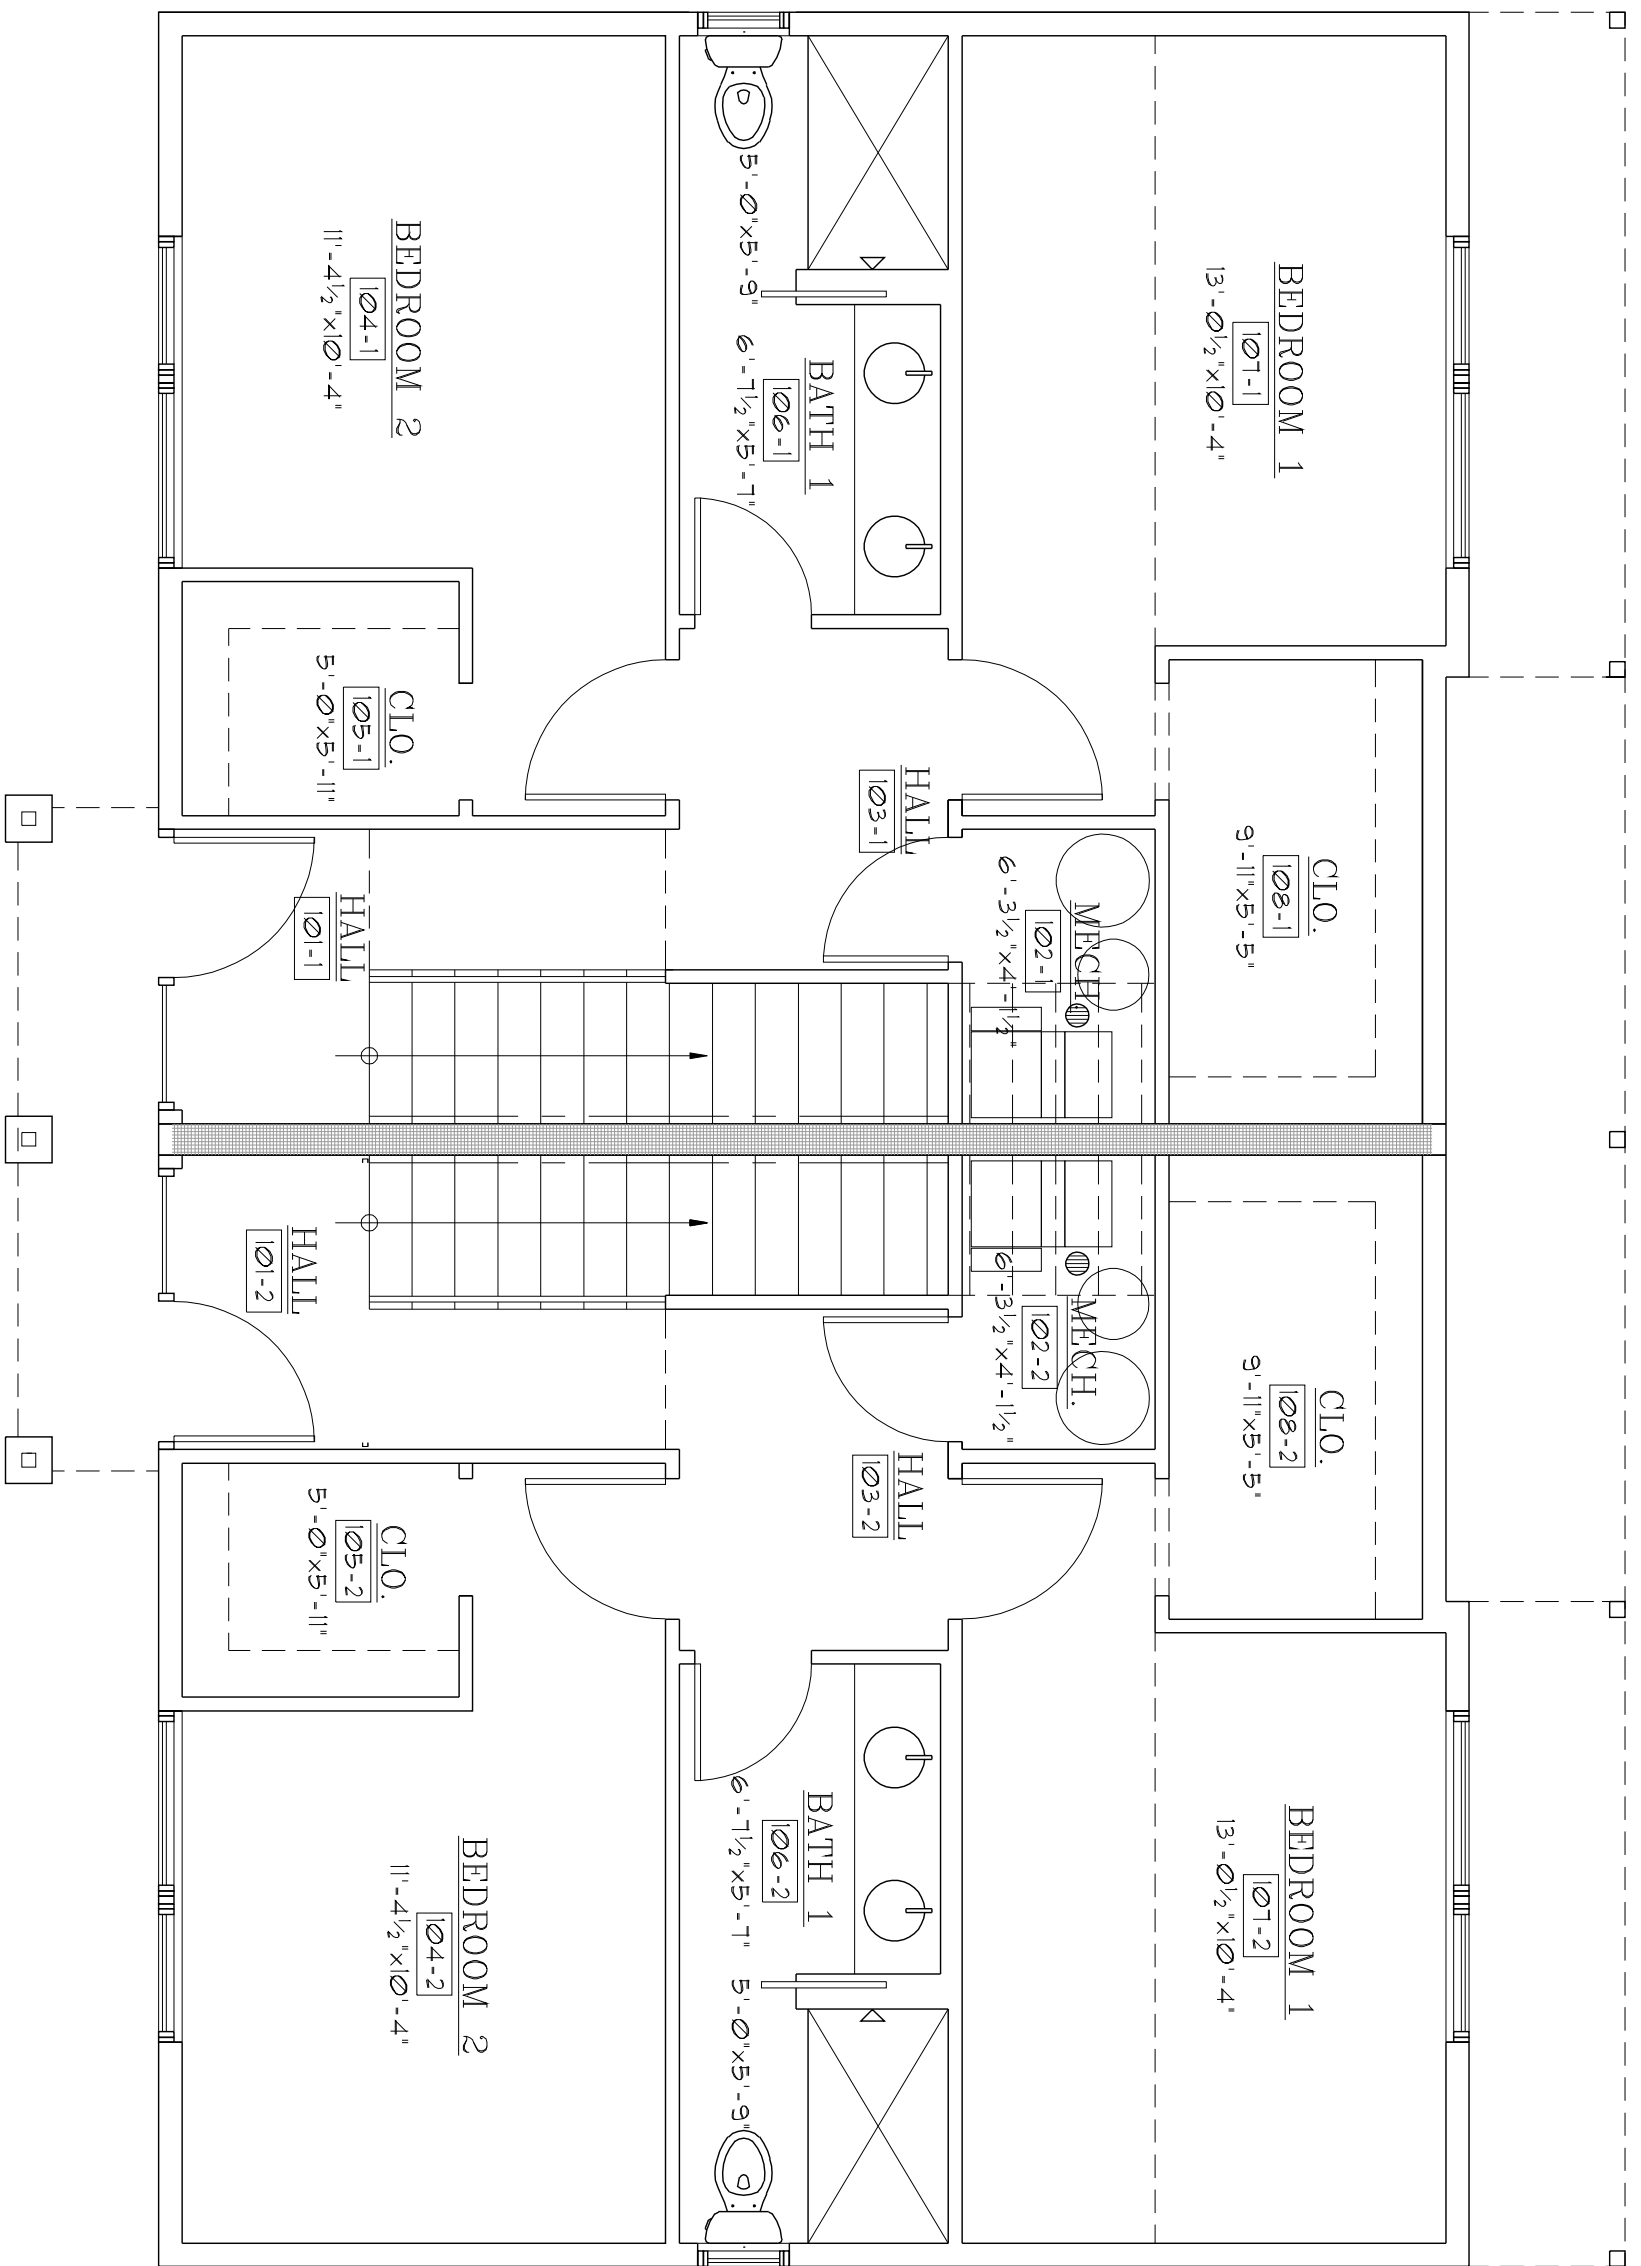 BEDROOM 1
107-1
13'-0½"x10'-4"
CLO.
108-1
9'-11"x5'-5"
CLO.
108-2
9'-11"x5'-5"
BEDROOM 1
107-2
13'-0½"x10'-4"
MECH.
102-1
6'-3½"x4'-1½"
MECH.
102-2
6'-3½"x4'-1½"
HALL
103-1
HALL
103-2
5'-0"x5'-9"
BATH 1
106-1
6'-7½"x5'-7"
BATH 1
106-2
6'-7½"x5'-7"
5'-0"x5'-9"
BEDROOM 2
104-1
11'-4½"x10'-4"
CLO.
105-1
5'-0"x5'-11"
HALL
101-1
HALL
101-2
CLO.
105-2
5'-0"x5'-11"
BEDROOM 2
104-2
11'-4½"x10'-4"